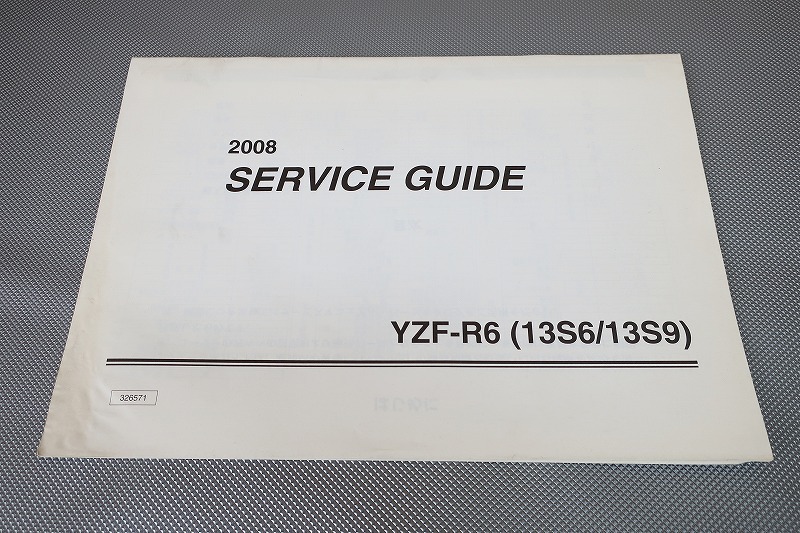 2008
SERVICE GUIDE
YZF-R6 (13S6/13S9)
326571